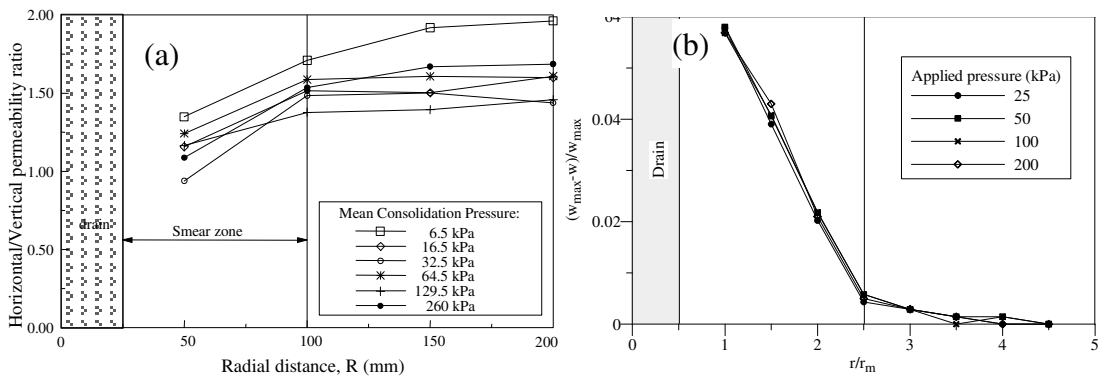 (a)
Horizontal/Vertical permeability ratio
2.00
1.50
1.00
0.50
0.00
drain
Smear zone
Mean Consolidation Pressure:
6.5 kPa
16.5 kPa
32.5 kPa
64.5 kPa
129.5 kPa
260 kPa
0
50
100
150
200
Radial distance, R (mm)
(b)
(wmax-w)/wmax
0.04
0.02
0
Drain
Applied pressure (kPa)
25
50
100
200
0
1
2
3
4
5
r/rm